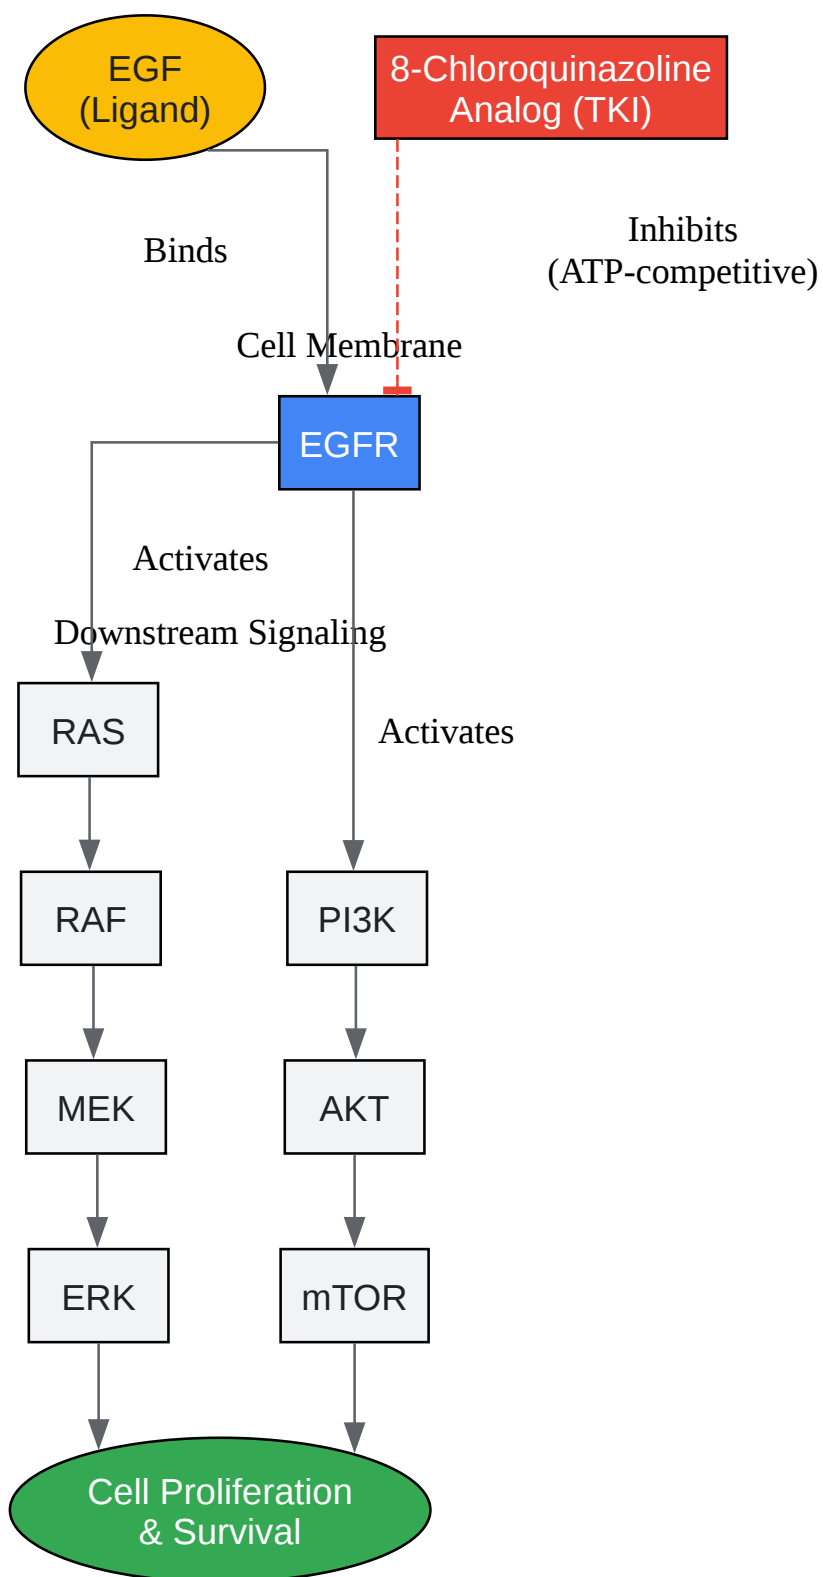 EGF
(Ligand)
8-Chloroquinazoline
Analog (TKI)
Binds
Inhibits
(ATP-competitive)
Cell Membrane
EGFR
Activates
Downstream Signaling
RAS
Activates
RAF
PI3K
MEK
AKT
ERK
mTOR
Cell Proliferation
& Survival